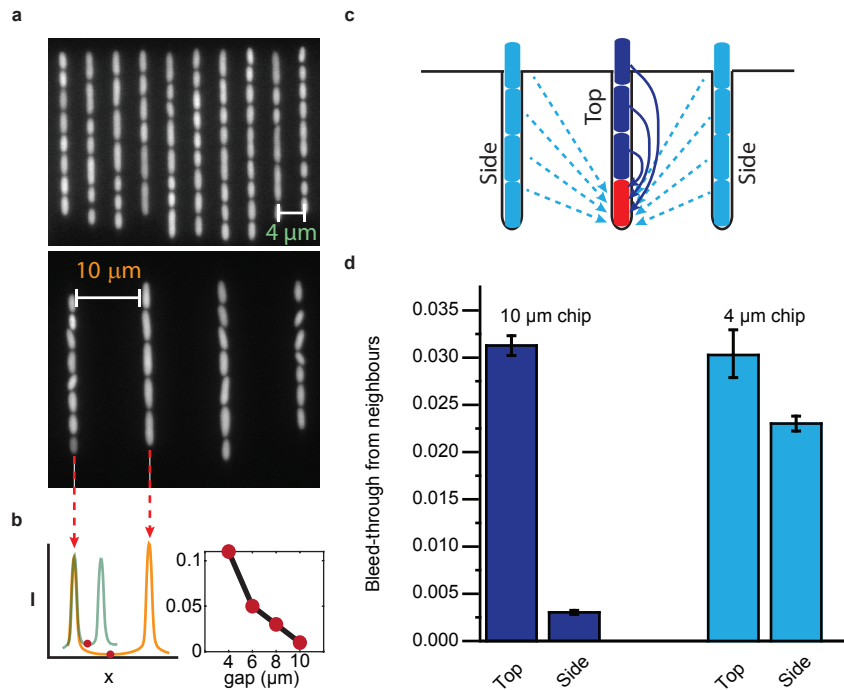 a
4 µm
10 µm
b
I
x
0.1
0.05
0
4 6 8 10
gap (µm)
c
Side
Top
Side
d
Bleed-through from neighbours
0.035
0.030
0.025
0.020
0.015
0.010
0.005
0.000
10 µm chip
4 µm chip
Top
Side
Top
Side